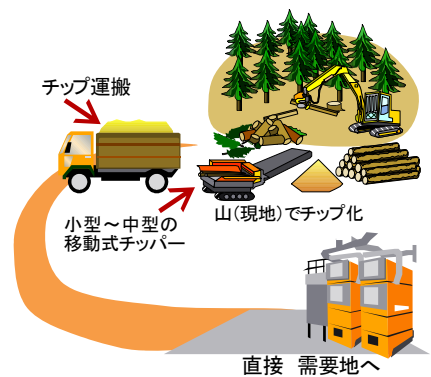 チップ運搬
小型～中型の
移動式チッパー
山（現地）でチップ化
直接　需要地へ